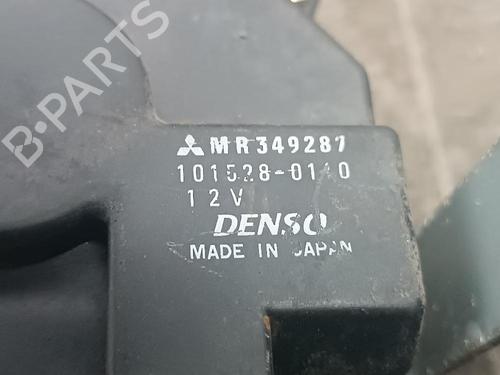 B-PARTS
MR349287
101528-0140
12V
DENSO
MADE IN JAPAN